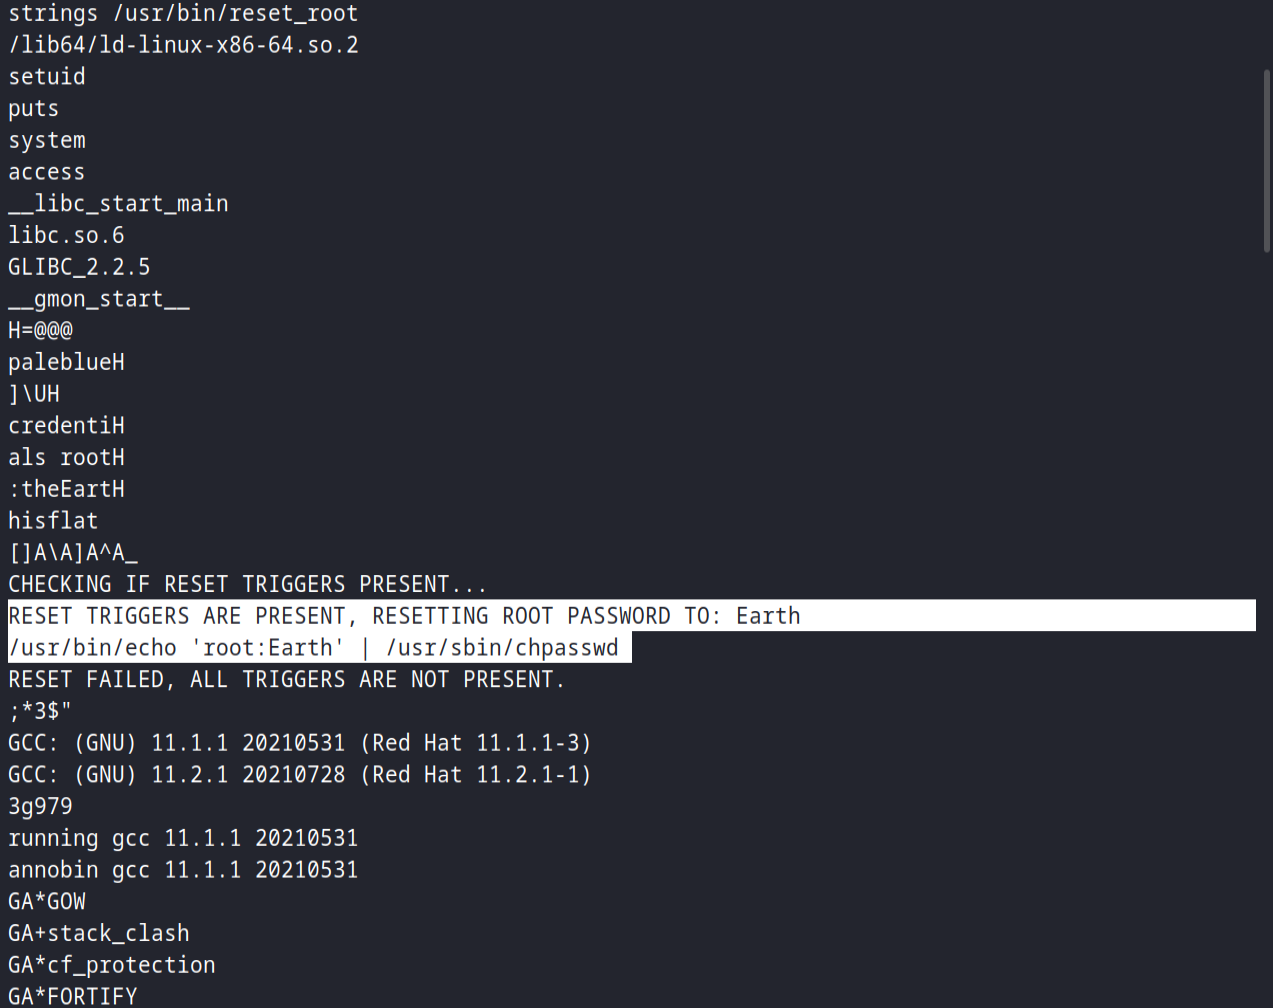 strings /usr/bin/reset_root
/lib64/ld-linux-x86-64.so.2
setuid
puts
system
access
__libc_start_main
libc.so.6
GLIBC_2.2.5
__gmon_start__
H=@@@
paleblueH
]\UH
credentiH
als rootH
:theEartH
hisflat
[]A\A]A^A_
CHECKING IF RESET TRIGGERS PRESENT...
RESET TRIGGERS ARE PRESENT, RESETTING ROOT PASSWORD TO: Earth
/usr/bin/echo 'root:Earth' | /usr/sbin/chpasswd
RESET FAILED, ALL TRIGGERS ARE NOT PRESENT.
;*3$"
GCC: (GNU) 11.1.1 20210531 (Red Hat 11.1.1-3)
GCC: (GNU) 11.2.1 20210728 (Red Hat 11.2.1-1)
3g979
running gcc 11.1.1 20210531
annobin gcc 11.1.1 20210531
GA*GOW
GA+stack_clash
GA*cf_protection
GA*FORTIFY